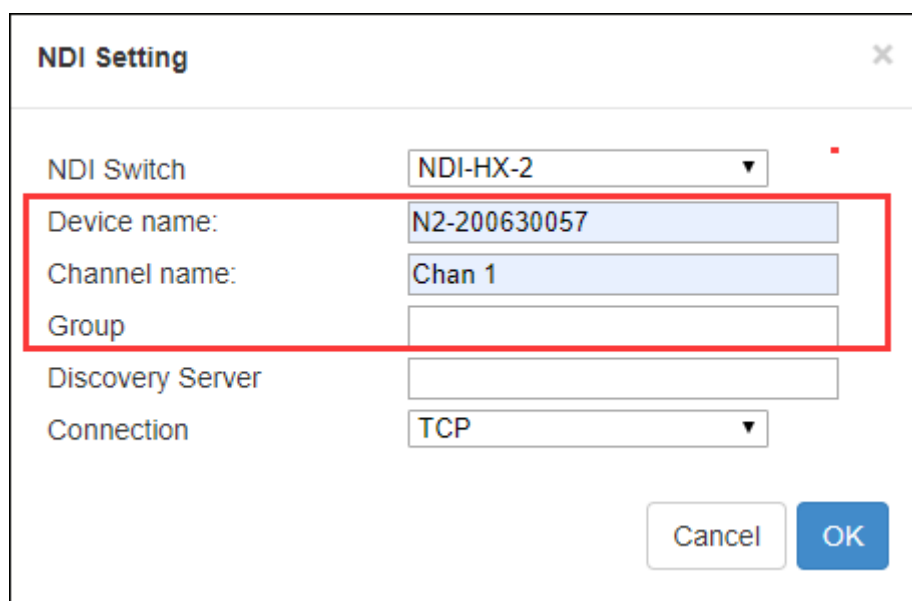 NDI Setting ×
NDI Switch NDI-HX-2
Device name: N2-200630057
Channel name: Chan 1
Group
Discovery Server
Connection TCP
Cancel OK